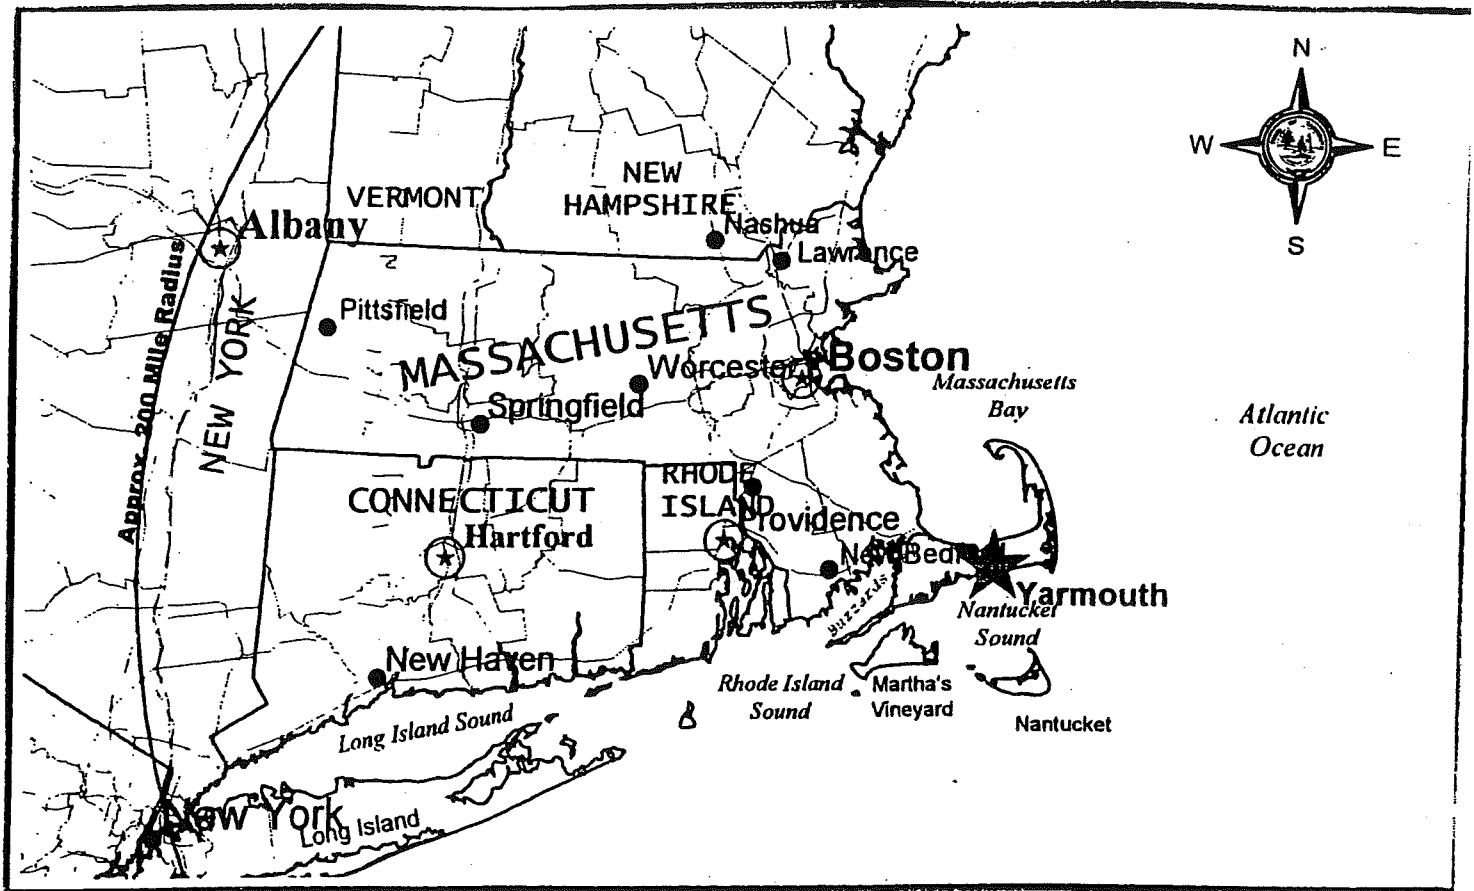 N
W
E
S
NEW
HAMPSHIRE
VERMONT
Nashua
Albany
Lawrence
Approx. 200 Mile Radius
NEW YORK
Pittsfield
MASSACHUSETTS
Boston
Worcester
Massachusetts
Bay
Atlantic
Ocean
Springfield
RHODE
ISLAND
CONNECTICUT
Providence
Hartford
New Bedford
Buzzards
Yarmouth
Nantucket
Sound
New Haven
Rhode Island
Sound
Martha's
Vineyard
Nantucket
Long Island Sound
New York
Long Island